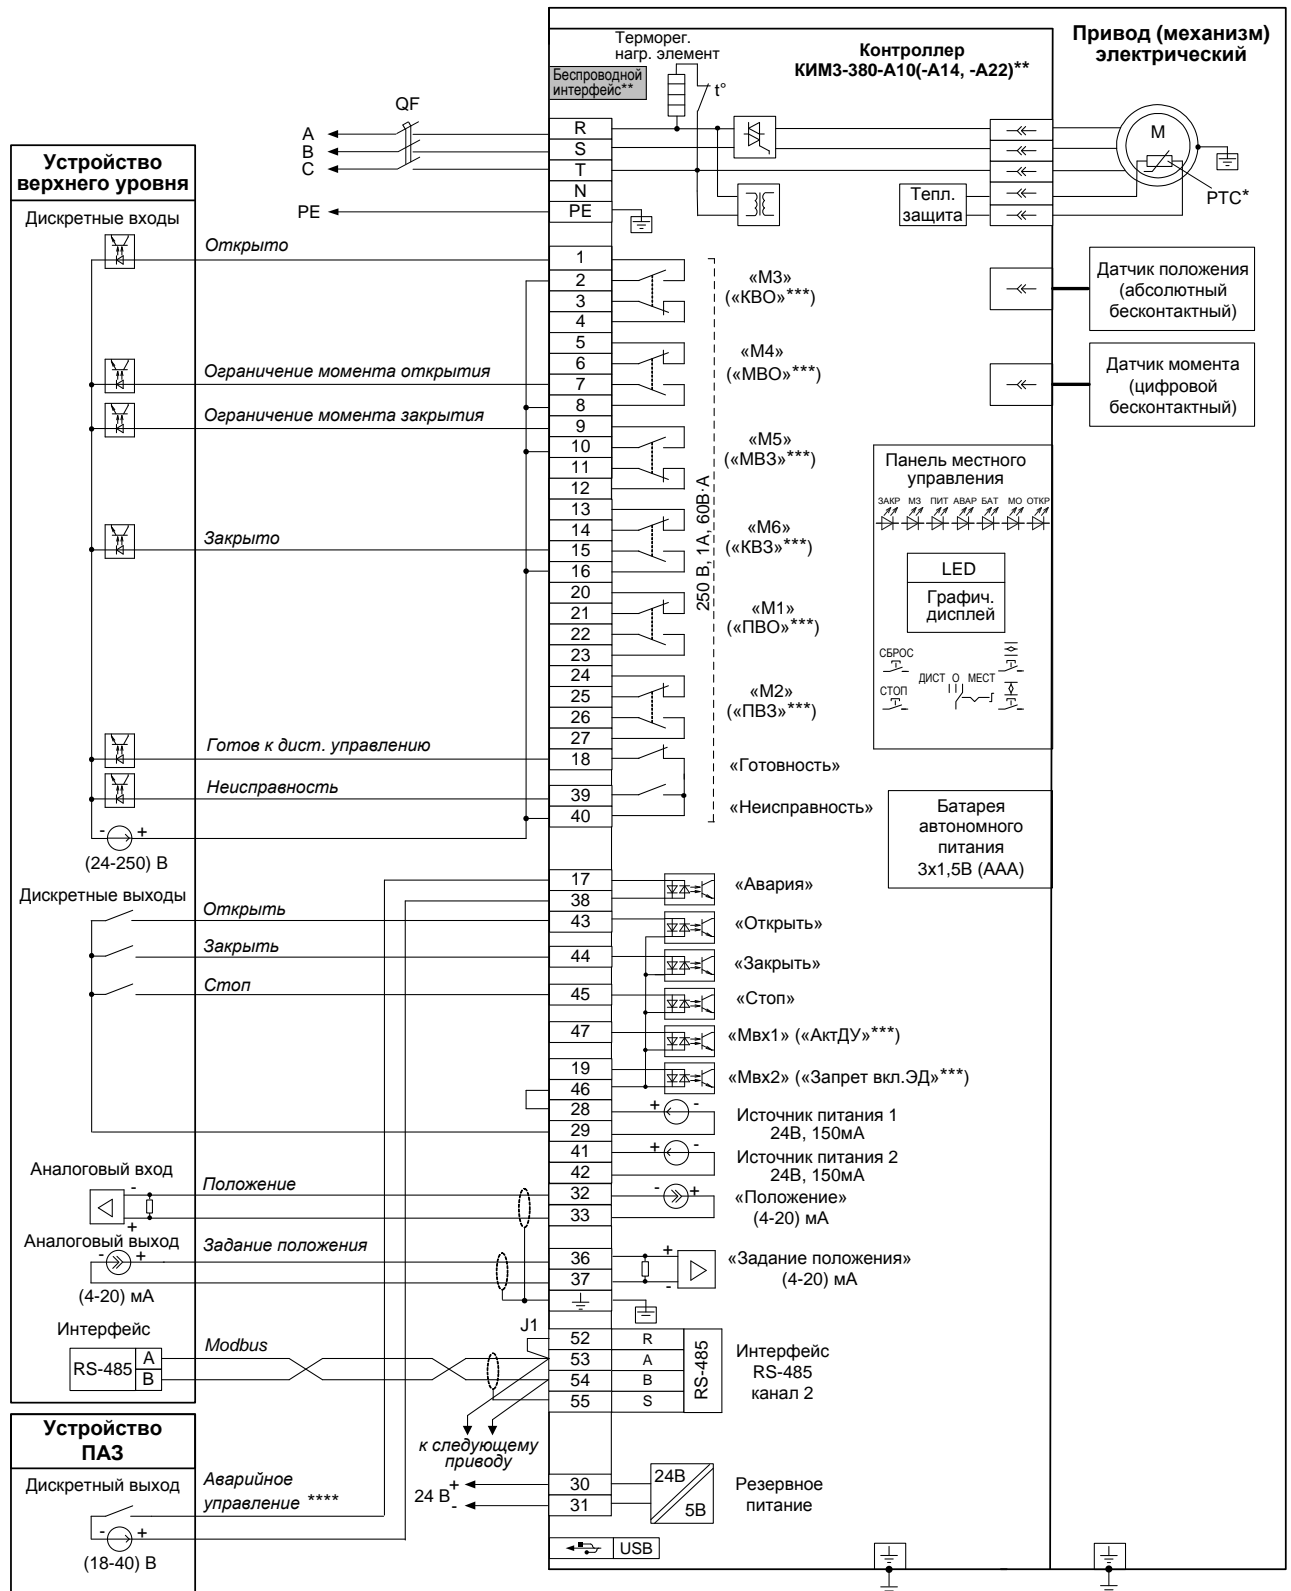 Привод (механизм)
электрический
Контроллер
КИМ3-380-А10(-А14, -А22)**
Терморег.
нагр. элемент
Беспроводной
интерфейс**
t°
QF
A
B
C
PE
R
S
T
N
PE
M
PTC*
Тепл.
защита
Устройство
верхнего уровня
Дискретные входы
Открыто
1
2
3
4
«М3»
(«КВО»***)
Датчик положения
(абсолютный
бесконтактный)
Ограничение момента открытия
5
6
7
8
«М4»
(«МВО»***)
Датчик момента
(цифровой
бесконтактный)
Ограничение момента закрытия
9
10
11
12
«М5»
(«МВЗ»***)
250 В, 1А, 60В·А
Панель местного
управления
ЗАКР МЗ ПИТ АВАР БАТ МО ОТКР
LED
Графич.
дисплей
СБРОС
СТОП
ДИСТ О МЕСТ
Закрыто
13
14
15
16
«М6»
(«КВЗ»***)
20
21
22
23
«М1»
(«ПВО»***)
24
25
26
27
«М2»
(«ПВЗ»***)
Готов к дист. управлению
18
«Готовность»
Неисправность
39
40
«Неисправность»
- +
(24-250) В
Батарея
автономного
питания
3х1,5В (ААА)
Дискретные выходы
17
38
«Авария»
Открыть
43
«Открыть»
Закрыть
44
«Закрыть»
Стоп
45
«Стоп»
47
«Мвх1» («АктДУ»***)
19
46
«Мвх2» («Запрет вкл.ЭД»***)
28
29
+ -
Источник питания 1
24В, 150мА
41
42
+ -
Источник питания 2
24В, 150мА
Аналоговый вход
-
+
Положение
32
33
- +
«Положение»
(4-20) мА
Аналоговый выход
- +
(4-20) мА
Задание положения
36
37
+
-
«Задание положения»
(4-20) мА
Интерфейс
RS-485
A
B
Modbus
J1
52 R
53 A
54 B
55 S
RS-485
Интерфейс
RS-485
канал 2
к следующему
приводу
Устройство
ПАЗ
Дискретный выход
- +
(18-40) В
Аварийное
управление ****
24 В
+
-
30
31
24В
5В
Резервное
питание
USB